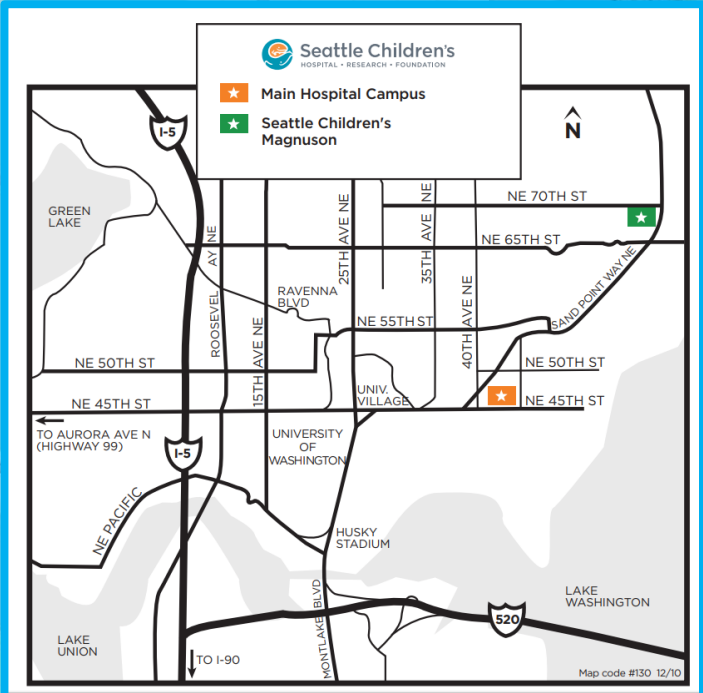 Seattle Children's
HOSPITAL • RESEARCH • FOUNDATION
Main Hospital Campus
Seattle Children's
Magnuson
I-5
N
GREEN
LAKE
NE 70TH ST
NE 65TH ST
ROOSEVEL
AY NE
15TH AVE NE
25TH AVE NE
35TH AVE NE
40TH AVE NE
SAND POINT WAY NE
RAVENNA
BLVD
NE 55TH ST
NE 50TH ST
NE 50TH ST
NE 45TH ST
UNIV.
VILLAGE
NE 45TH ST
TO AURORA AVE N
(HIGHWAY 99)
I-5
UNIVERSITY
OF
WASHINGTON
NE PACIFIC
HUSKY
STADIUM
MONTLAKE BLVD
LAKE
WASHINGTON
520
LAKE
UNION
TO I-90
Map code #130 12/10